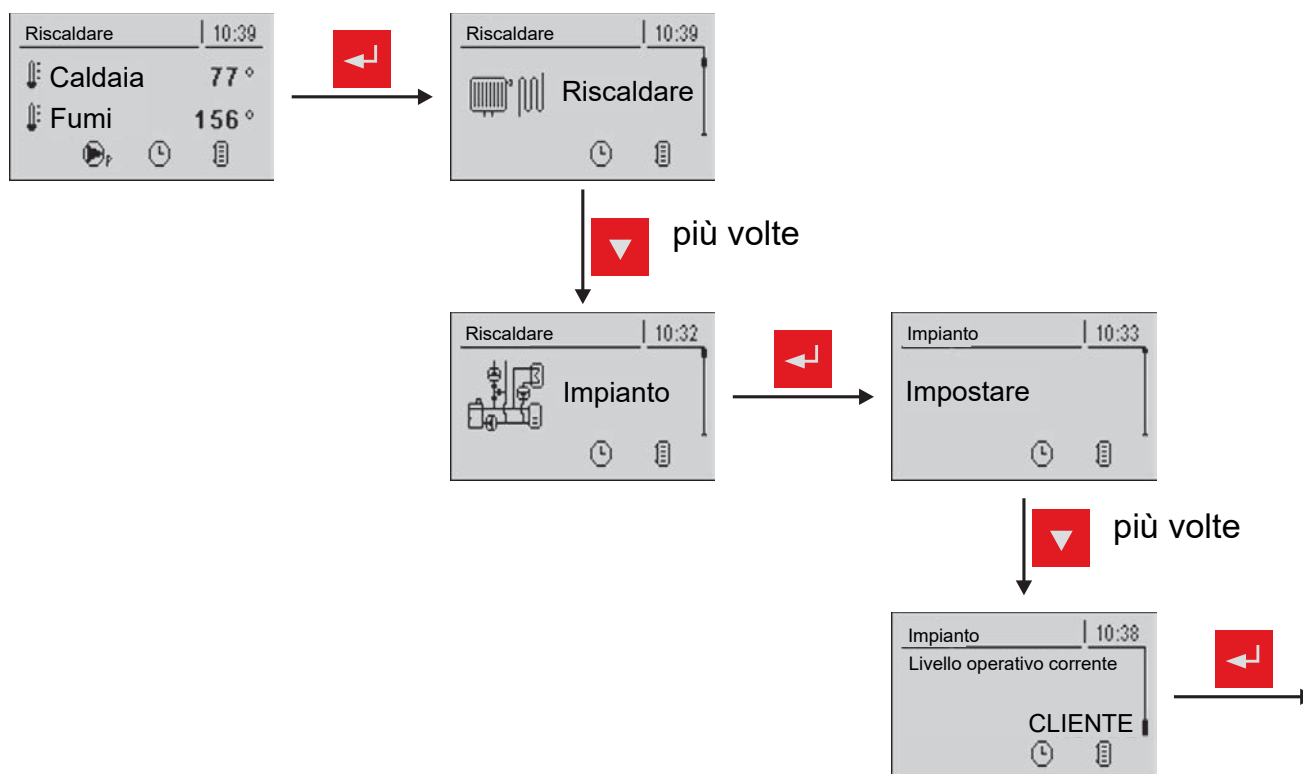 Riscaldare 10:39
Caldaia 77°
Fumi 156°
P
Riscaldare 10:39
Riscaldare
più volte
Riscaldare 10:32
Impianto
Impianto 10:33
Impostare
più volte
Impianto 10:38
Livello operativo corrente
CLIENTE